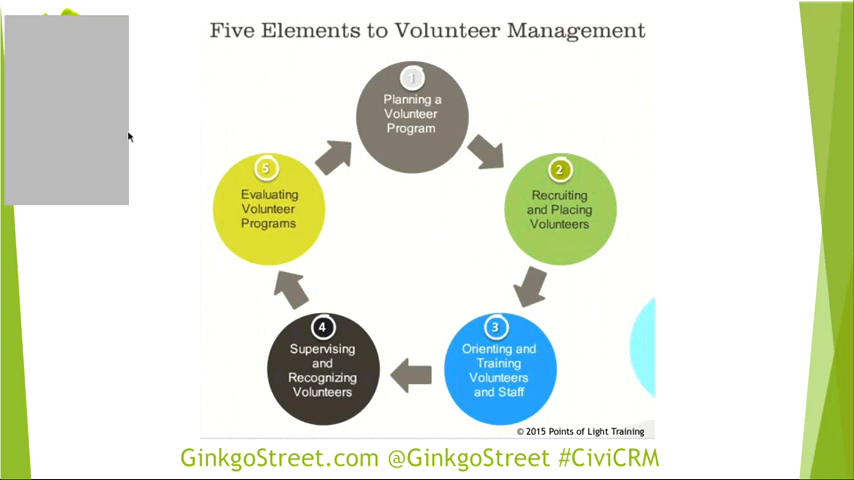 Five Elements to Volunteer Management
1
Planning a
Volunteer
Program
2
Recruiting
and Placing
Volunteers
3
Orienting and
Training
Volunteers
and Staff
4
Supervising
and
Recognizing
Volunteers
5
Evaluating
Volunteer
Programs
© 2015 Points of Light Training
GinkgoStreet.com @GinkgoStreet #CiviCRM